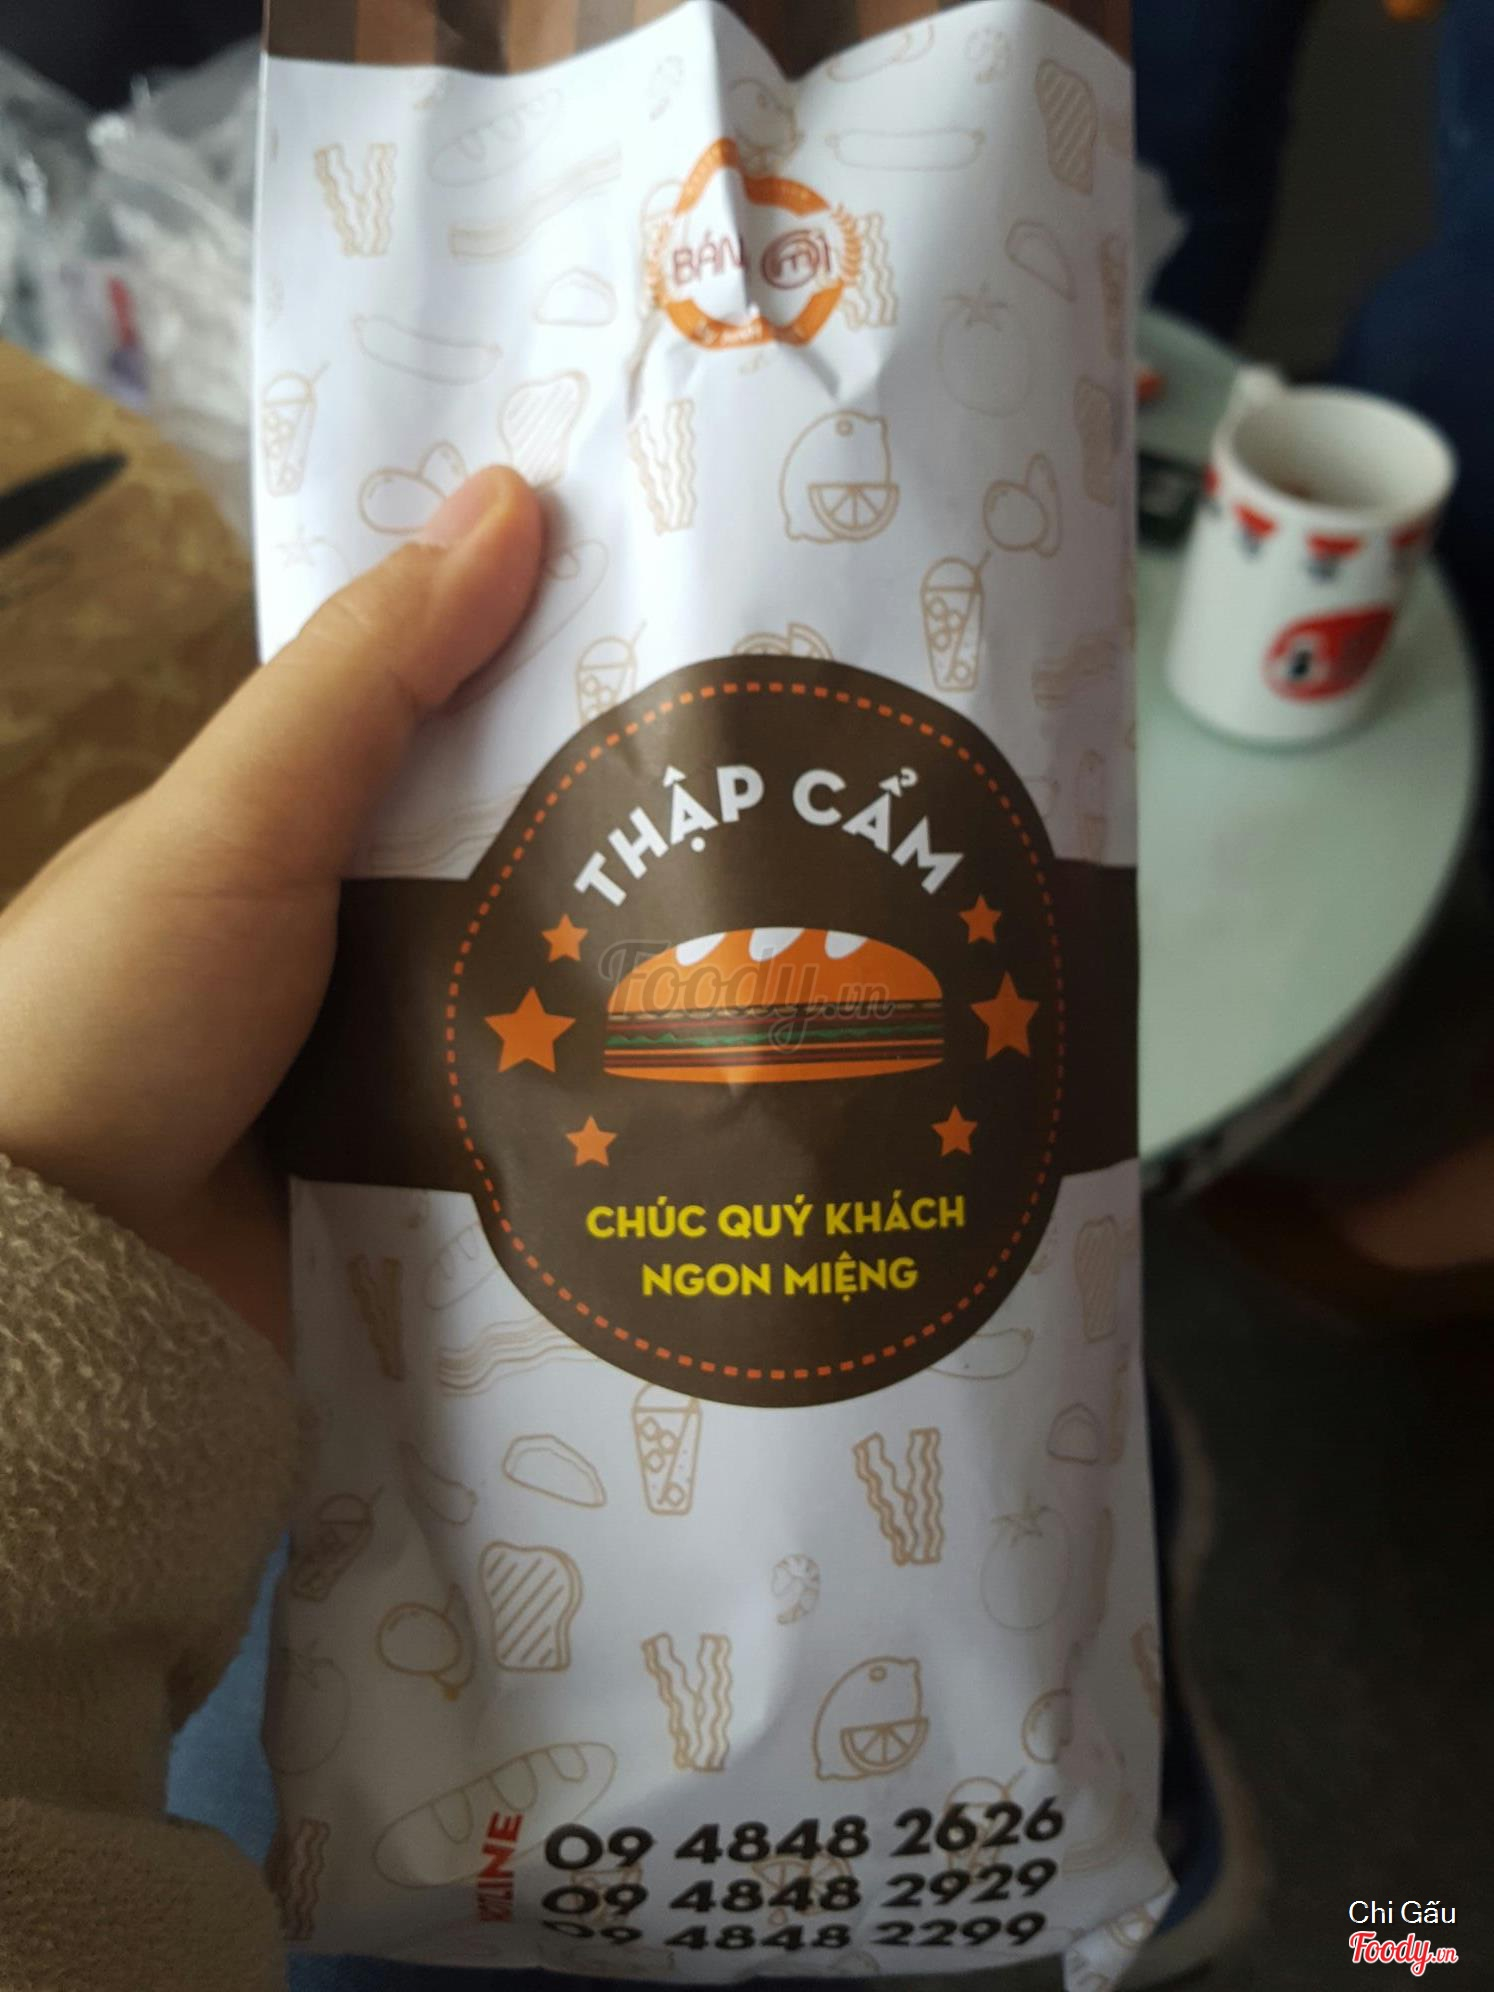 BÁNH mì
THẬP CẨM
Foody.vn
CHÚC QUÝ KHÁCH
NGON MIỆNG
HOTLINE
09 4848 2626
09 4848 2929
09 4848 2299
Chi Gấu
Foody.vn